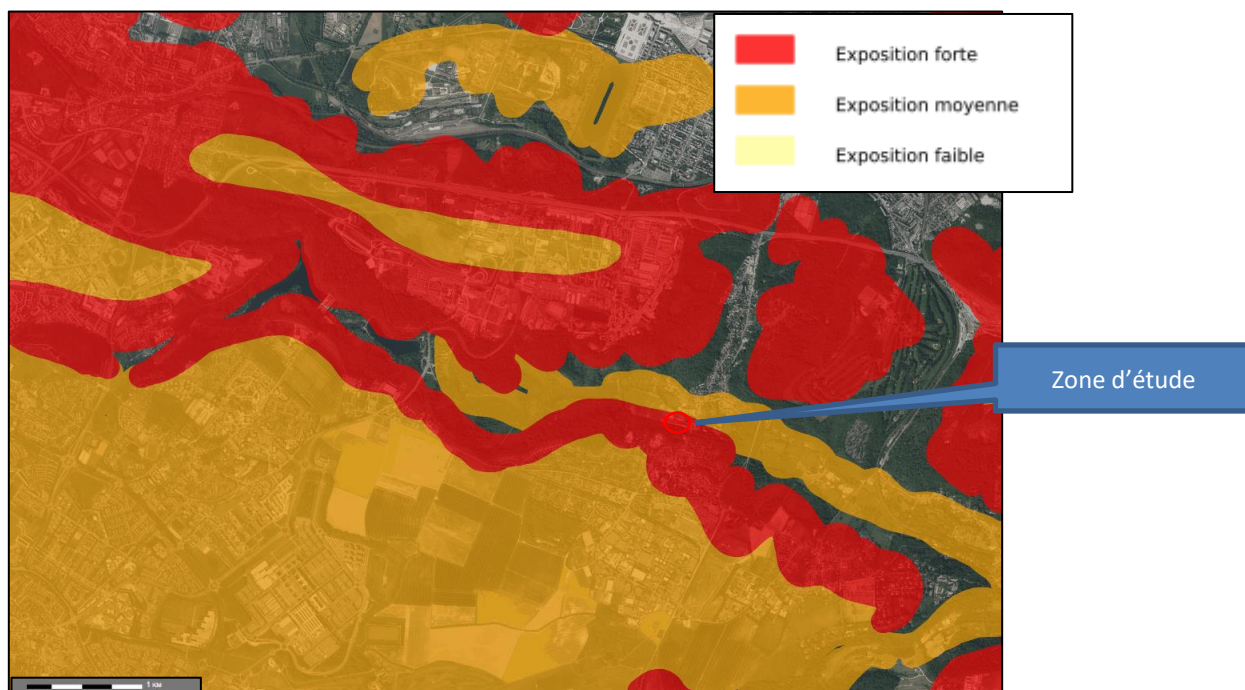 Exposition forte
Exposition moyenne
Exposition faible
Zone d'étude
1 KM